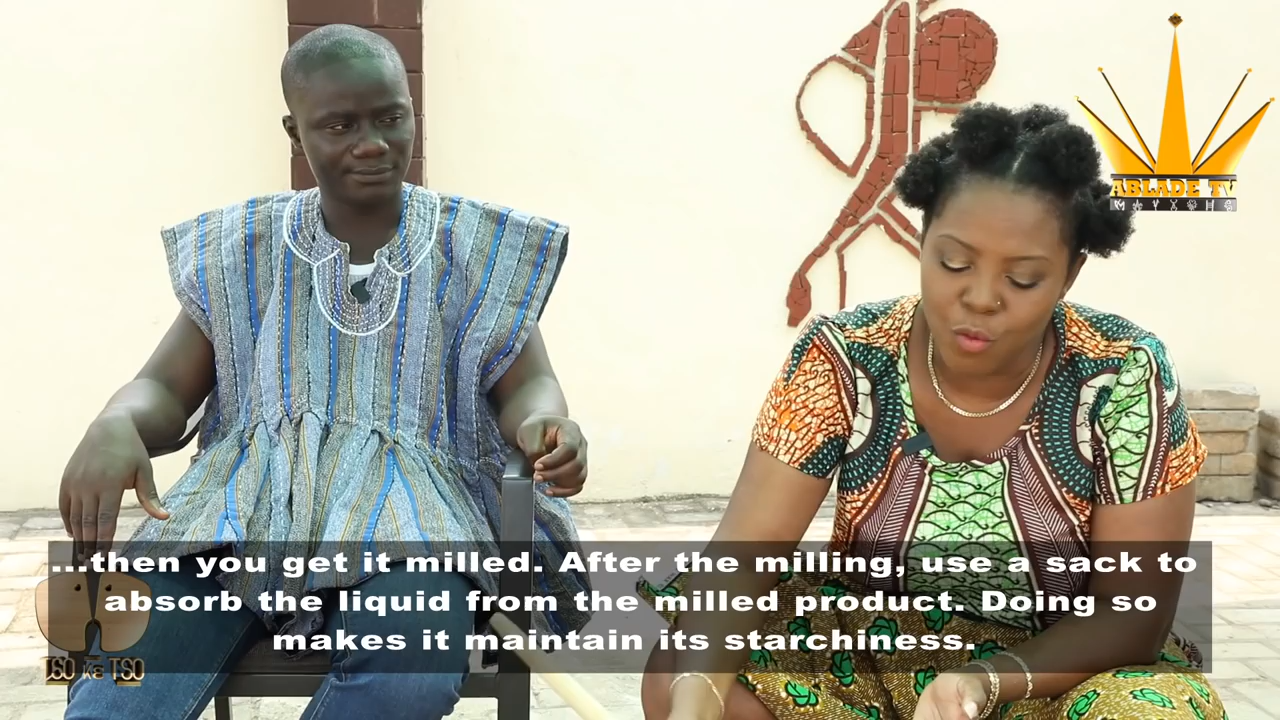 ABLADE TV
...then you get it milled. After the milling, use a sack to
absorb the liquid from the milled product. Doing so
makes it maintain its starchiness.
TSO KƐ TSO